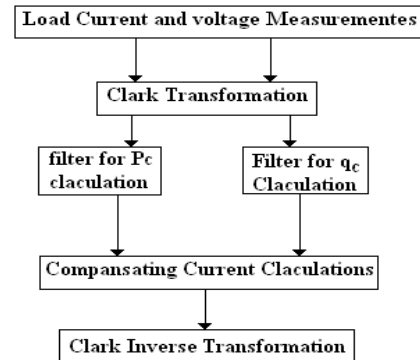 Load Current and voltage Measurementes
Clark Transformation
filter for Pc
claculation
Filter for qc
Claculation
Compansating Current Claculations
Clark Inverse Transformation